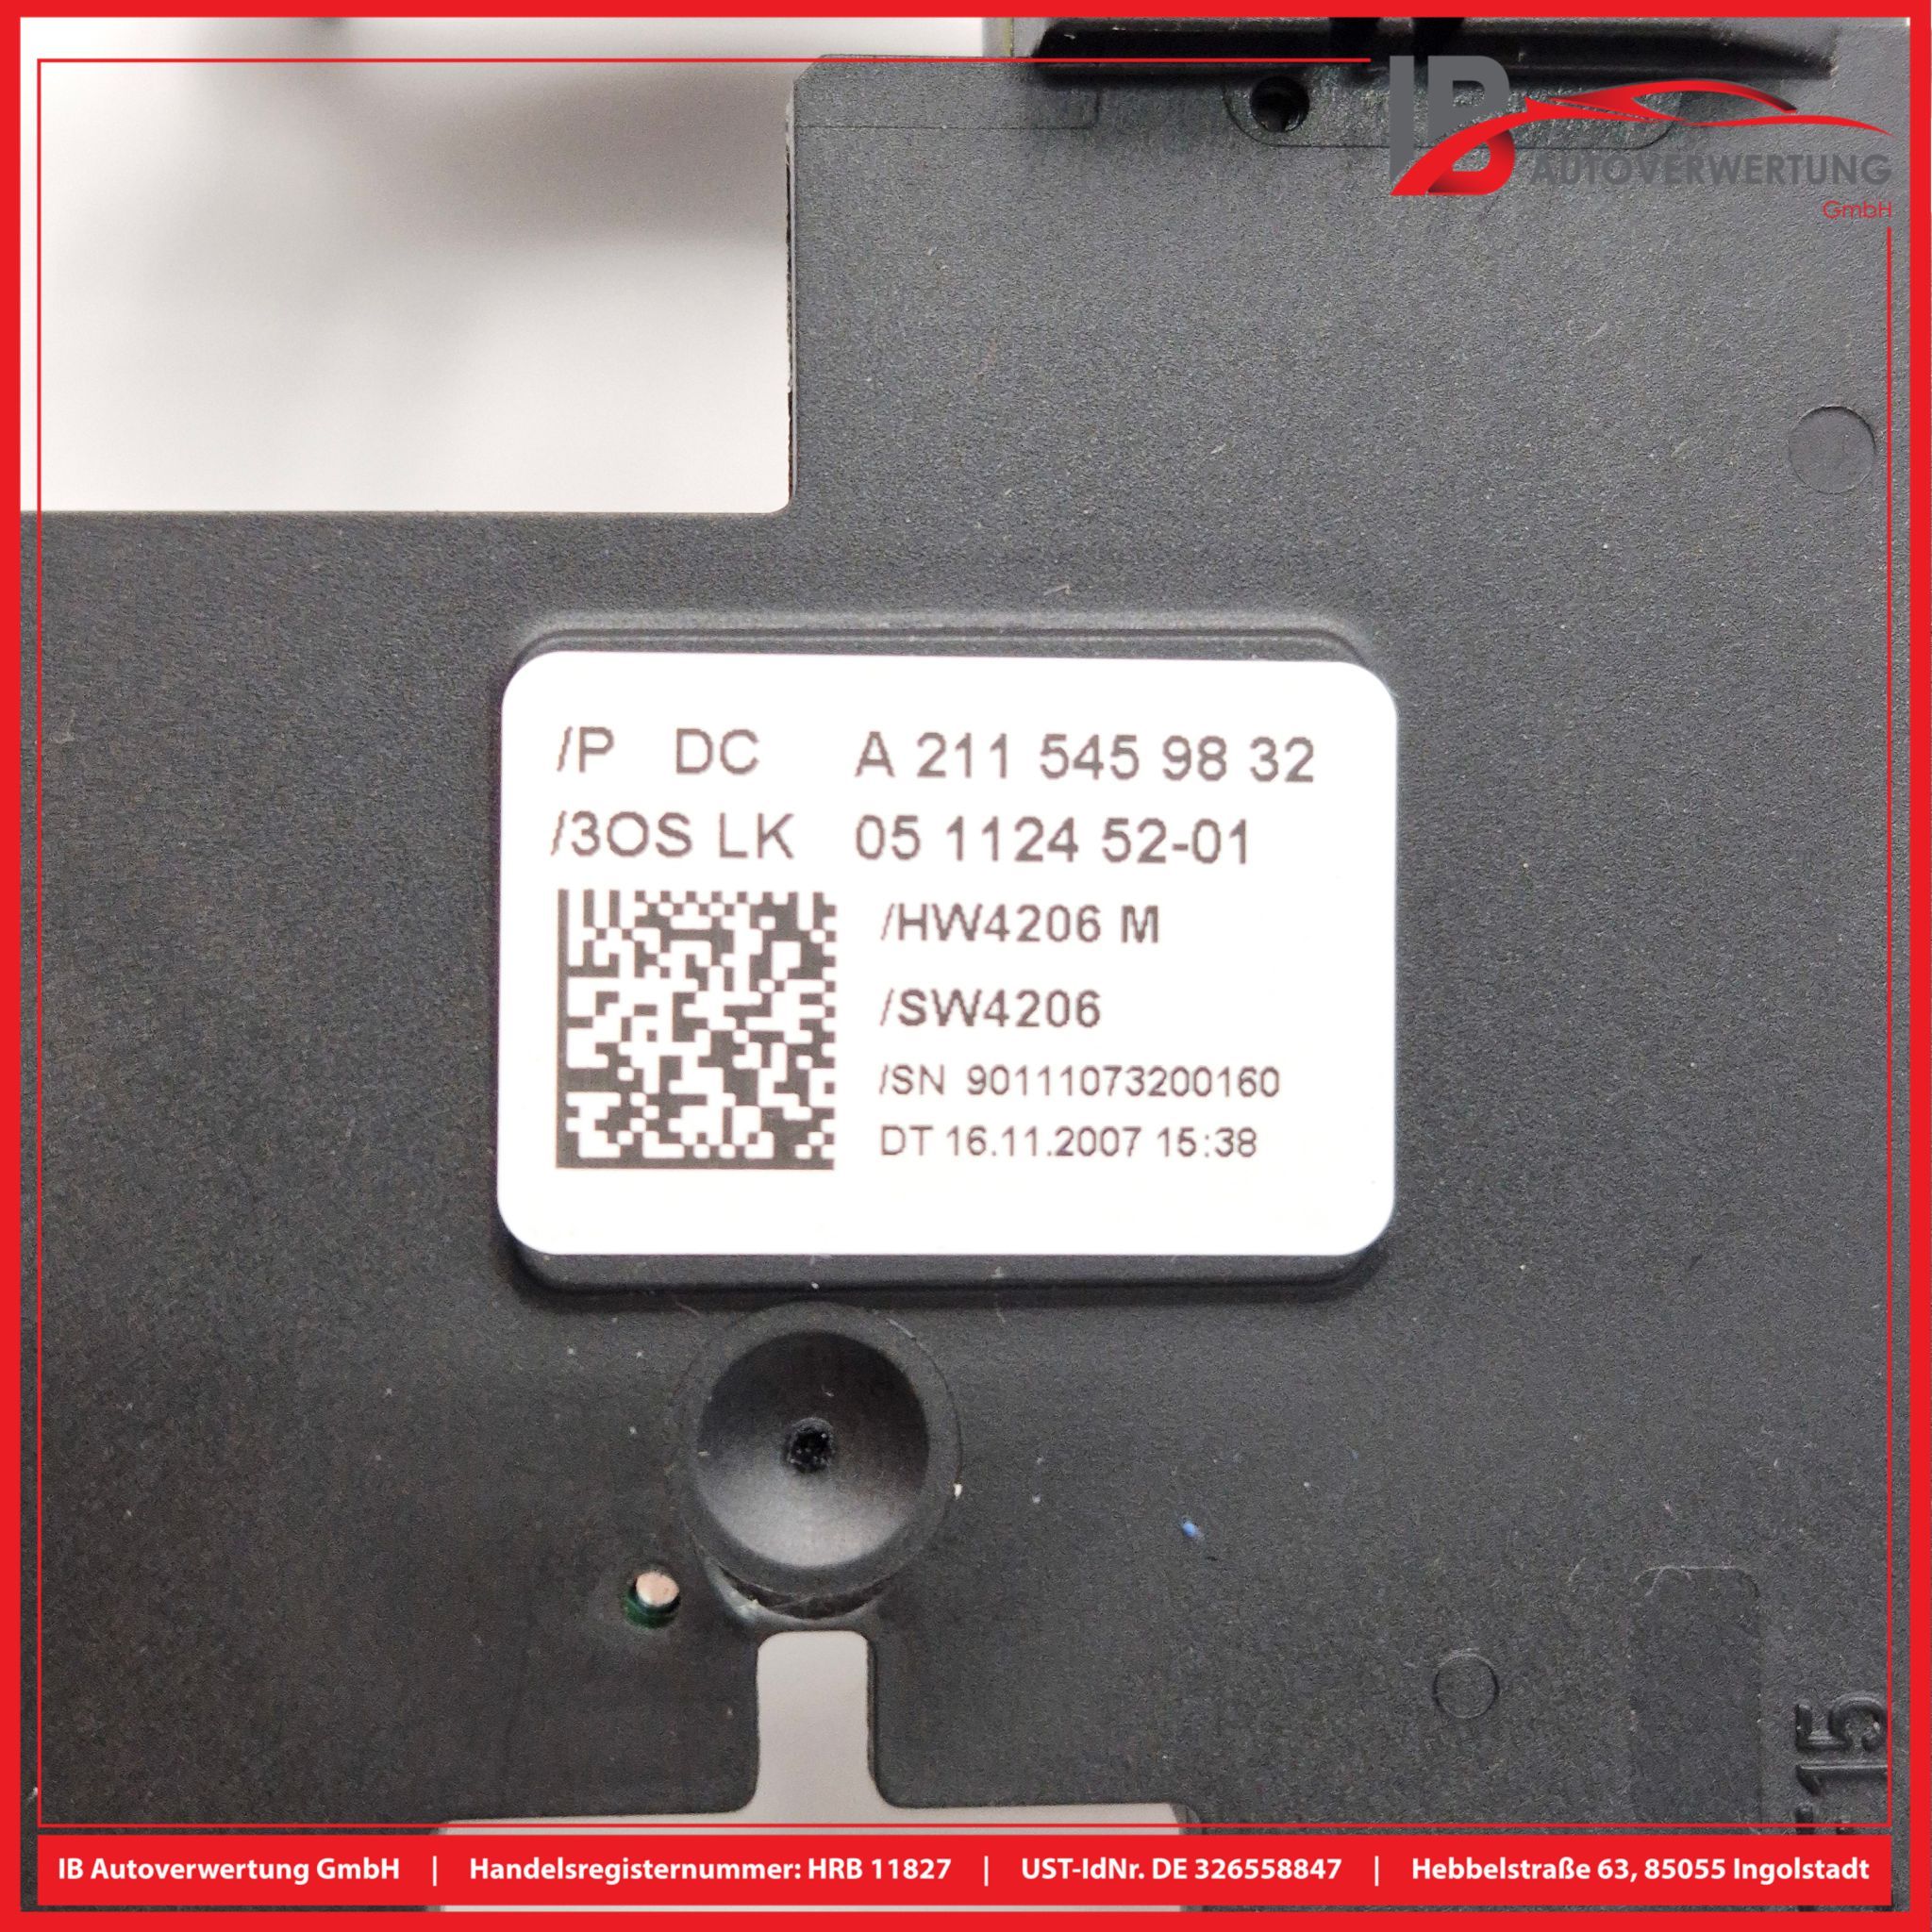 IB
AUTOVERWERTUNG
GmbH
/P DC A 211 545 98 32
/3OS LK 05 1124 52-01
/HW4206 M
/SW4206
/SN 90111073200160
DT 16.11.2007 15:38
IB Autoverwertung GmbH | Handelsregisternummer: HRB 11827 | UST-IdNr. DE 326558847 | Hebbelstraße 63, 85055 Ingolstadt